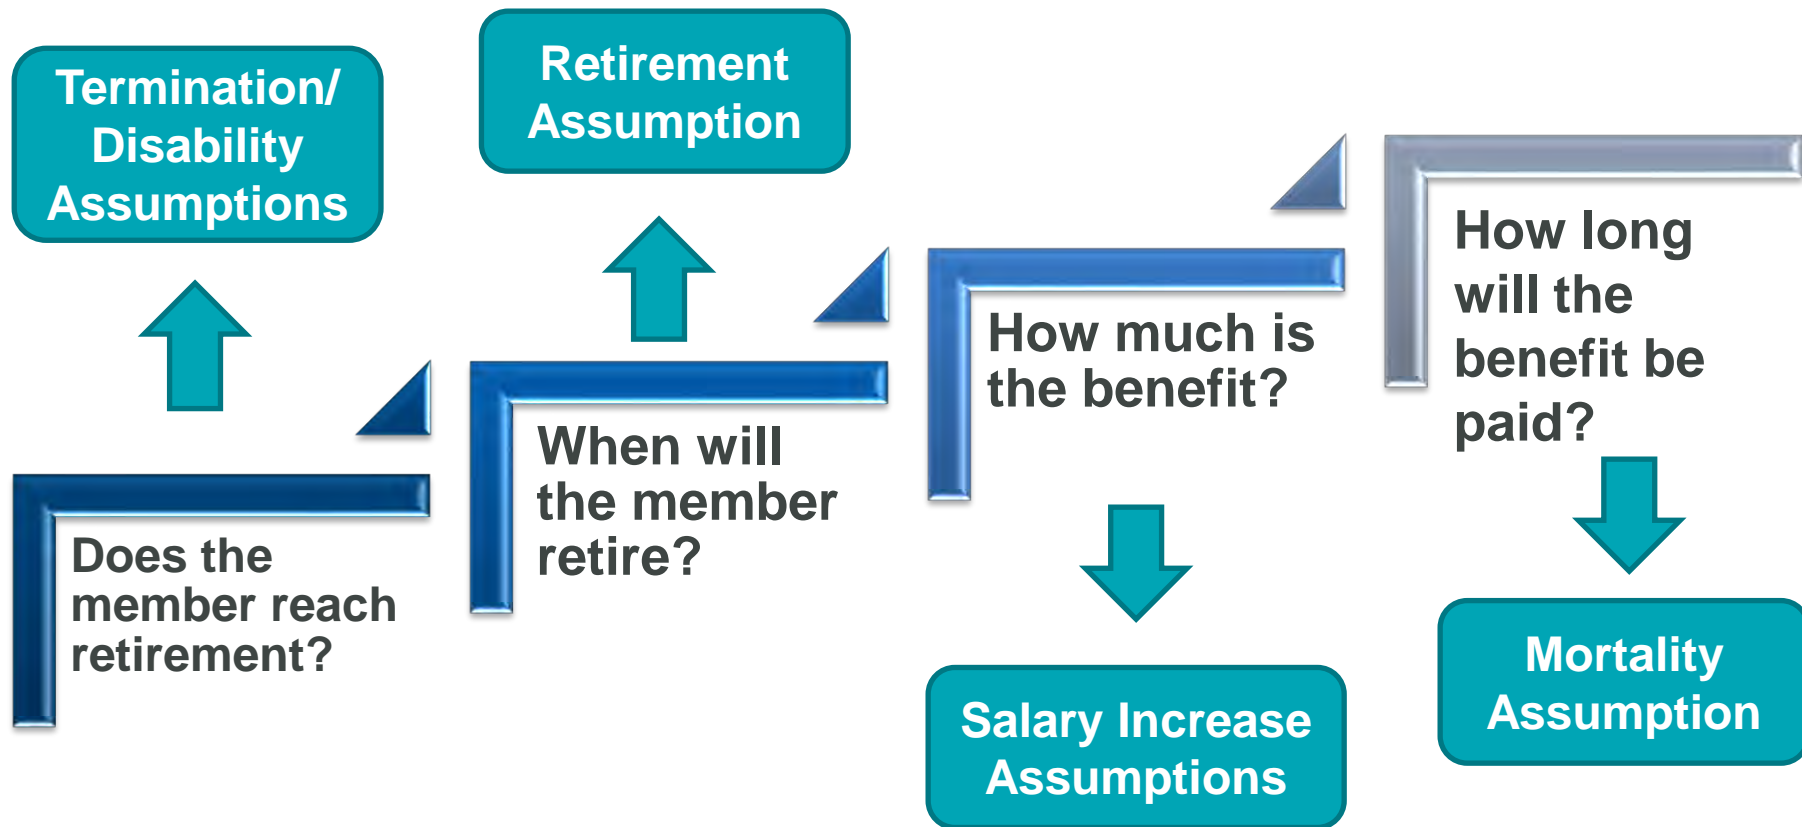 Termination/
Disability
Assumptions
Retirement
Assumption
Does the
member reach
retirement?
When will
the member
retire?
How much is
the benefit?
How long
will the
benefit be
paid?
Salary Increase
Assumptions
Mortality
Assumption